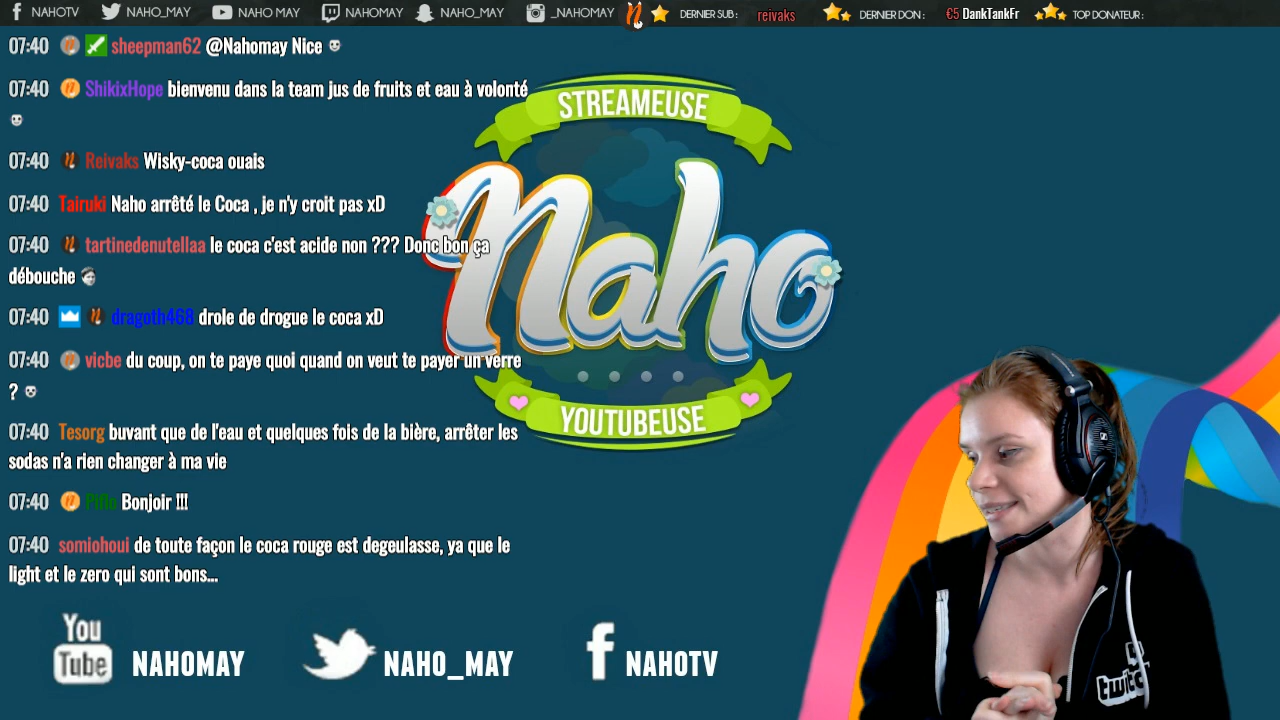 NAHOTV NAHO_MAY NAHO MAY NAHOMAY NAHO_MAY _NAHOMAY DERNIER SUB : reivaks DERNIER DON : €5 DankTankFr TOP DONATEUR :
07:40 sheepman62 @Nahomay Nice
07:40 ShikixHope bienvenu dans la team jus de fruits et eau à volonté
07:40 Reivaks Wisky-coca ouais
07:40 Tairuki Naho arrêté le Coca , je n'y croit pas xD
07:40 tartinedenutellaa le coca c'est acide non ??? Donc bon ça
débouche
07:40 dragoth468 drole de drogue le coca xD
07:40 vicbe du coup, on te paye quoi quand on veut te payer un verre
?
07:40 Tesorg buvant que de l'eau et quelques fois de la bière, arrêter les
sodas n'a rien changer à ma vie
07:40 Bonjoir !!!
07:40 somiohoui de toute façon le coca rouge est degeulasse, ya que le
light et le zero qui sont bons...
STREAMEUSE
Naho
YOUTUBEUSE
You
Tube NAHOMAY NAHO_MAY NAHOTV
twitch